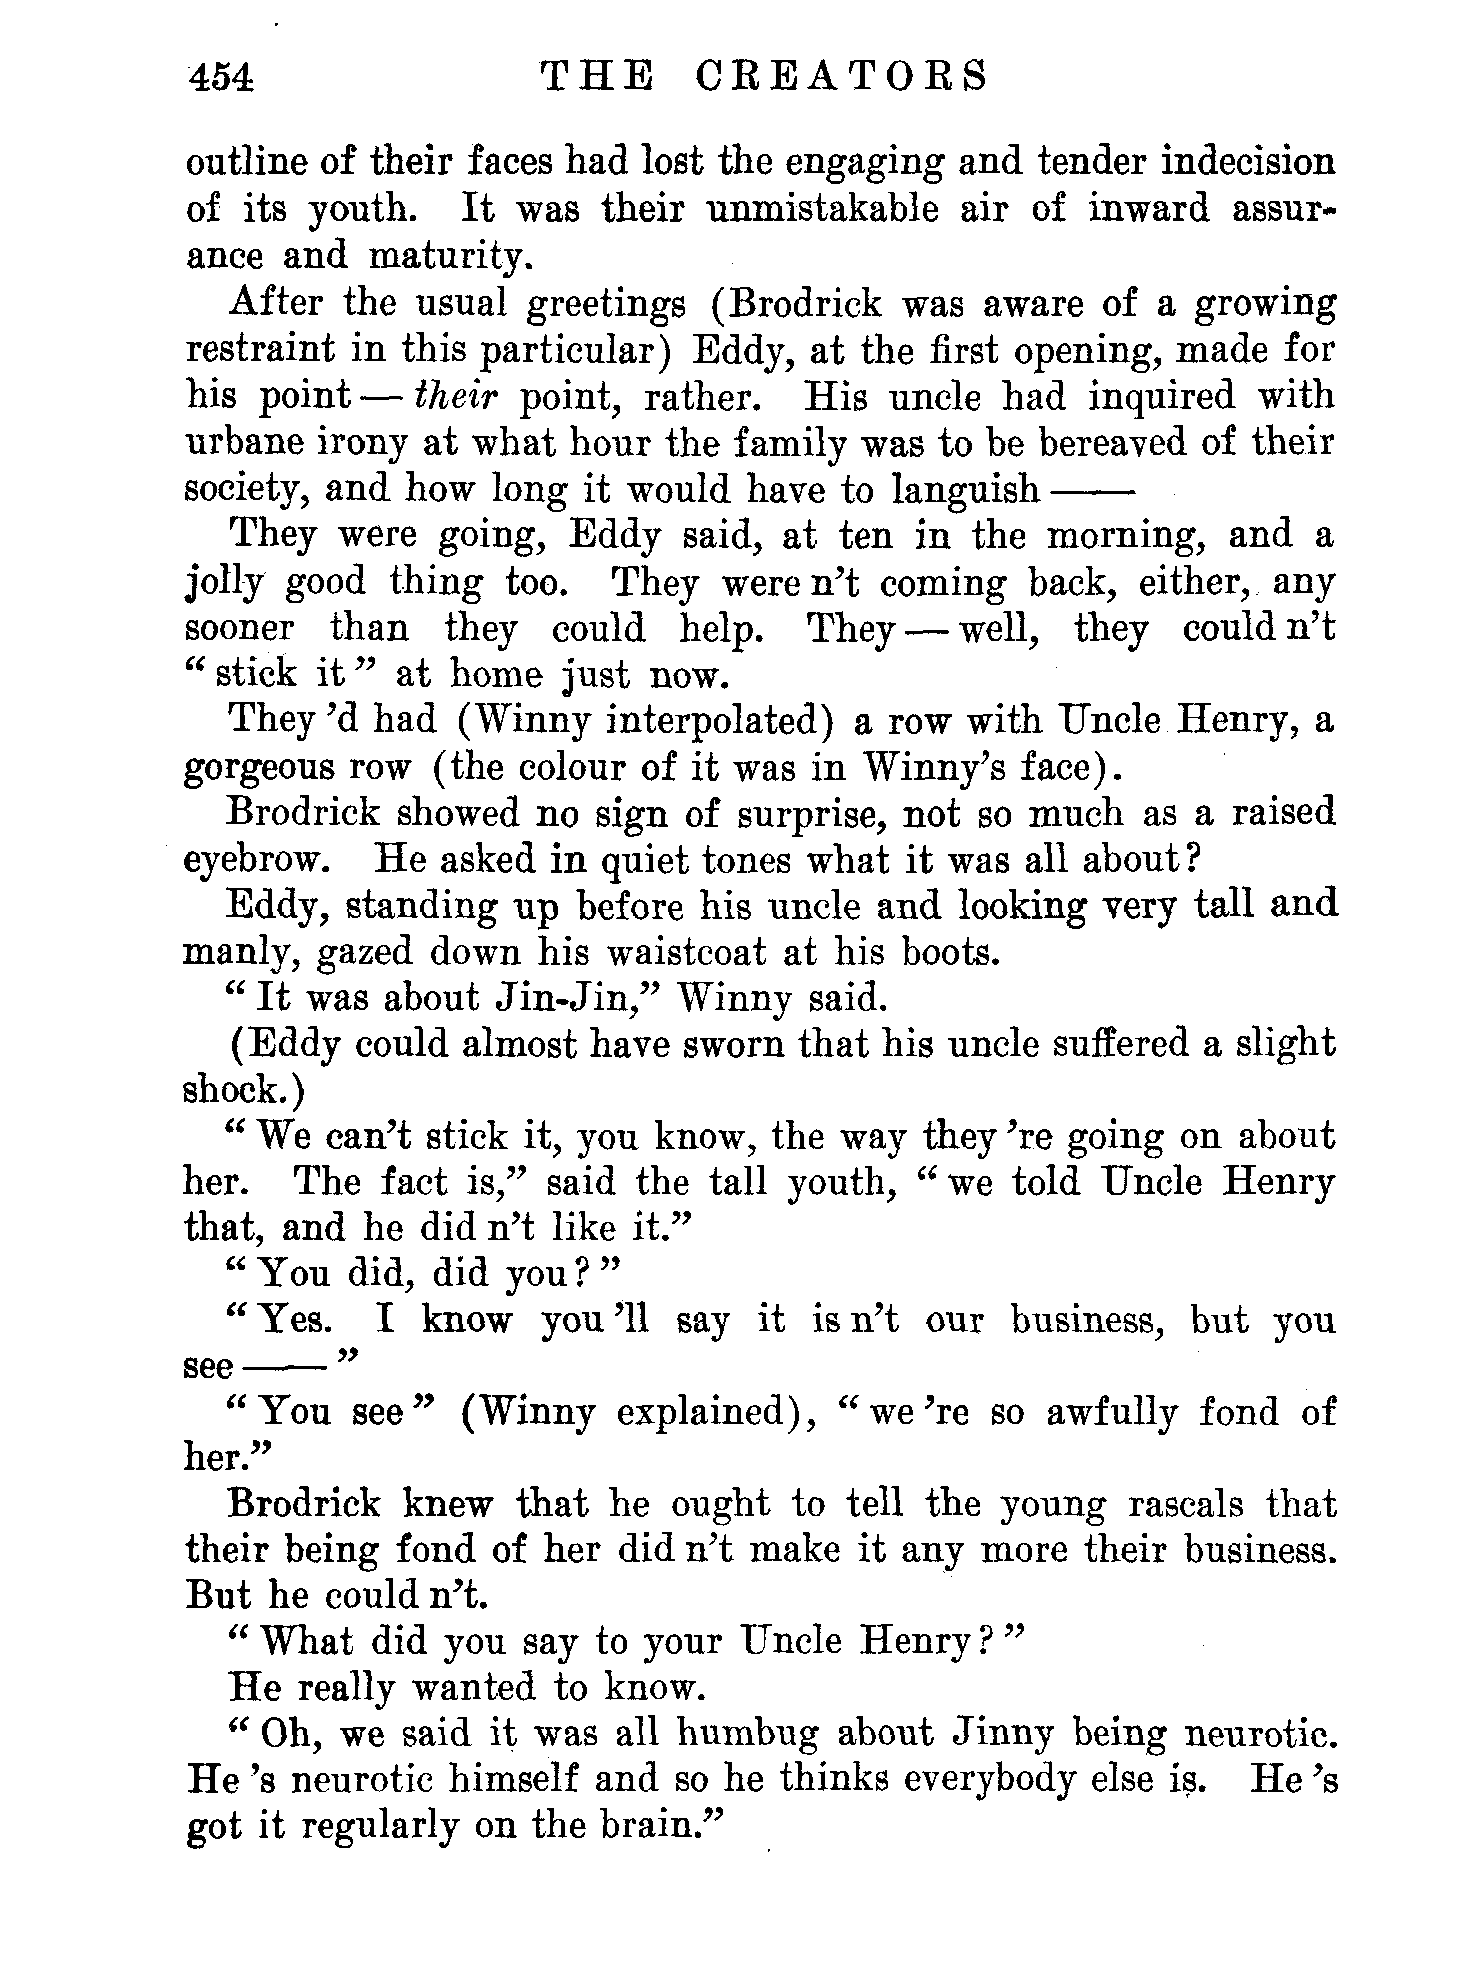 454 THE CREATORS
outline of their faces had lost the engaging and tender indecision
of its youth. It was their unmistakable air of inward assur-
ance and maturity.
After the usual greetings (Brodrick was aware of a growing
restraint in this particular) Eddy, at the first opening, made for
his point — their point, rather. His uncle had inquired with
urbane irony at what hour the family was to be bereaved of their
society, and how long it would have to languish ——
They were going, Eddy said, at ten in the morning, and a
jolly good thing too. They were n't coming back, either, any
sooner than they could help. They — well, they could n't
“ stick it ” at home just now.
They 'd had (Winny interpolated) a row with Uncle Henry, a
gorgeous row (the colour of it was in Winny's face).
Brodrick showed no sign of surprise, not so much as a raised
eyebrow. He asked in quiet tones what it was all about?
Eddy, standing up before his uncle and looking very tall and
manly, gazed down his waistcoat at his boots.
“ It was about Jin-Jin,” Winny said.
(Eddy could almost have sworn that his uncle suffered a slight
shock.)
“ We can't stick it, you know, the way they 're going on about
her. The fact is,” said the tall youth, “ we told Uncle Henry
that, and he did n't like it.”
“ You did, did you? ”
“ Yes. I know you 'll say it is n't our business, but you
see —— ”
“ You see ” (Winny explained), “ we 're so awfully fond of
her.”
Brodrick knew that he ought to tell the young rascals that
their being fond of her did n't make it any more their business.
But he could n't.
“ What did you say to your Uncle Henry? ”
He really wanted to know.
“ Oh, we said it was all humbug about Jinny being neurotic.
He 's neurotic himself and so he thinks everybody else is. He 's
got it regularly on the brain.”